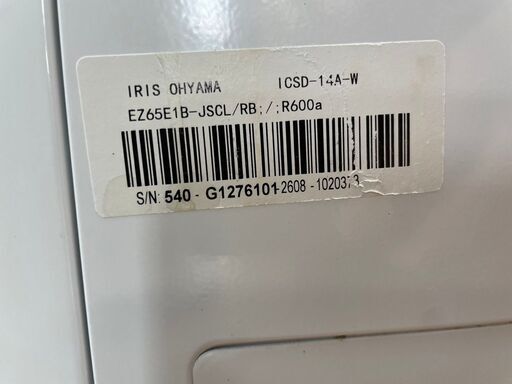 IRIS OHYAMA ICSD-14A-W
EZ65E1B-JSCL/RB;/;R600a
S/N: 540 - G1276101-2608 -1020373